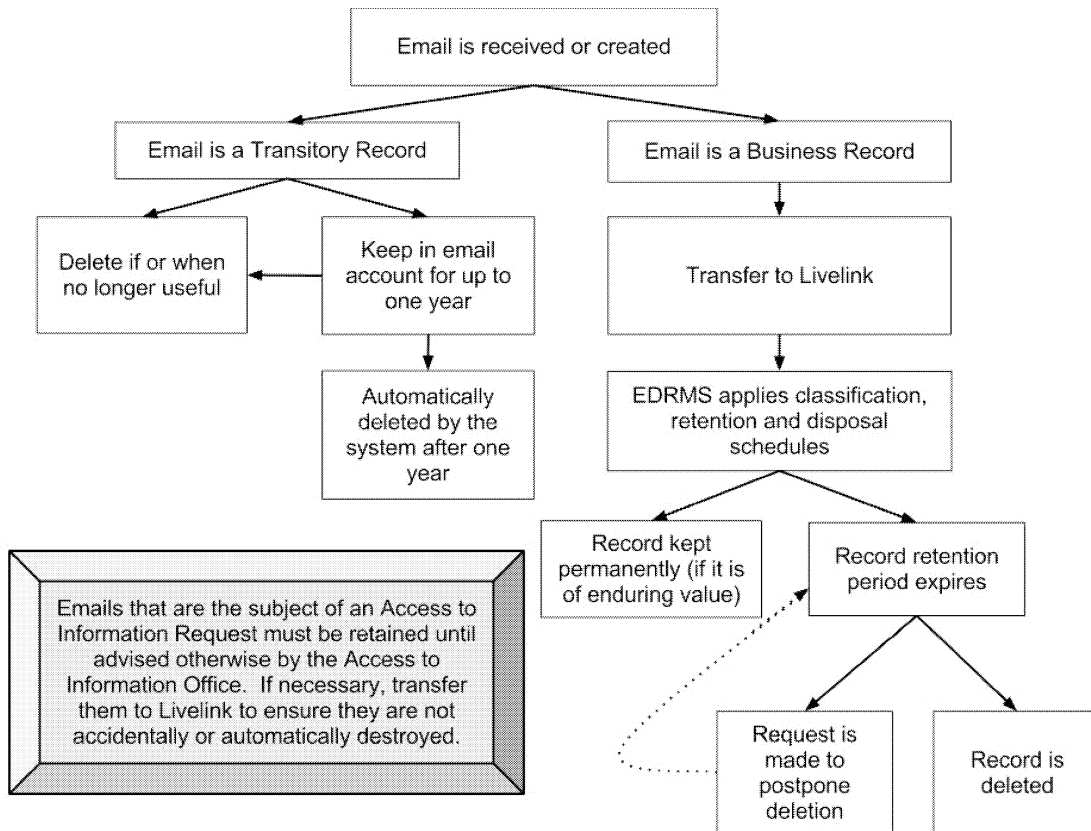 Email is received or created
Email is a Transitory Record
Email is a Business Record
Delete if or when
no longer useful
Keep in email
account for up to
one year
Transfer to Livelink
Automatically
deleted by the
system after one
year
EDRMS applies classification,
retention and disposal
schedules
Record kept
permanently (if it is
of enduring value)
Record retention
period expires
Emails that are the subject of an Access to
Information Request must be retained until
advised otherwise by the Access to
Information Office. If necessary, transfer
them to Livelink to ensure they are not
accidentally or automatically destroyed.
Request is
made to
postpone
deletion
Record is
deleted